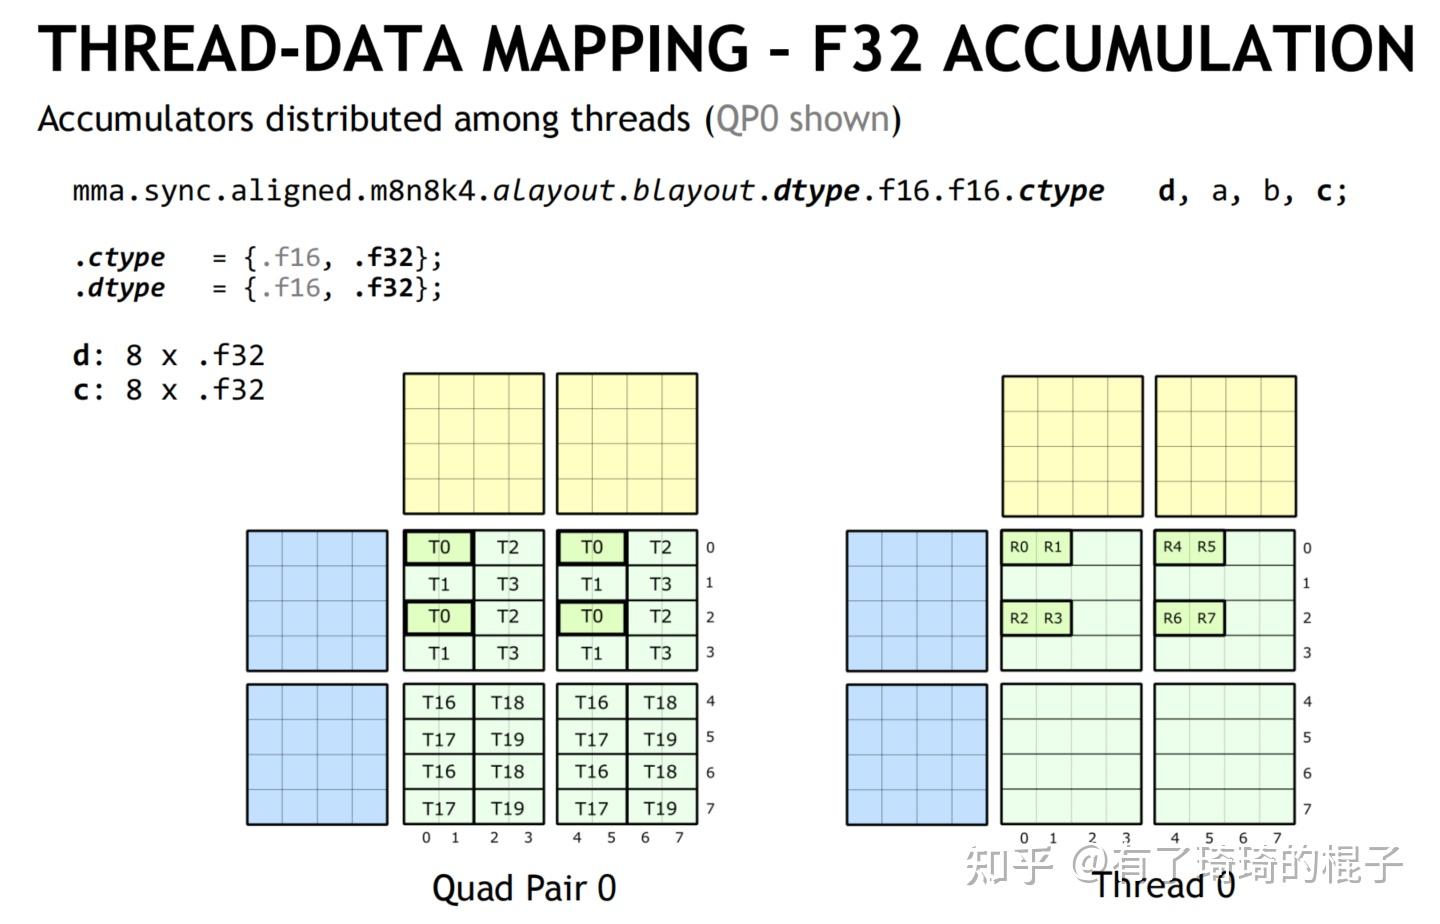 THREAD-DATA MAPPING – F32 ACCUMULATION
Accumulators distributed among threads (QP0 shown)
mma.sync.aligned.m8n8k4.alayout.blayout.dtype.f16.f16.ctype d, a, b, c;
.ctype = {.f16, .f32};
.dtype = {.f16, .f32};
d: 8 x .f32
c: 8 x .f32
T0 T2 T0 T2 0
T1 T3 T1 T3 1
T0 T2 T0 T2 2
T1 T3 T1 T3 3
T16 T18 T16 T18 4
T17 T19 T17 T19 5
T16 T18 T16 T18 6
T17 T19 T17 T19 7
0 1 2 3 4 5 6 7
Quad Pair 0
R0 R1 R4 R5 0
1
R2 R3 R6 R7 2
3
4
5
6
7
0 1 2 3 4 5 6 7
Thread 0
知乎 @有了琦琦的棍子